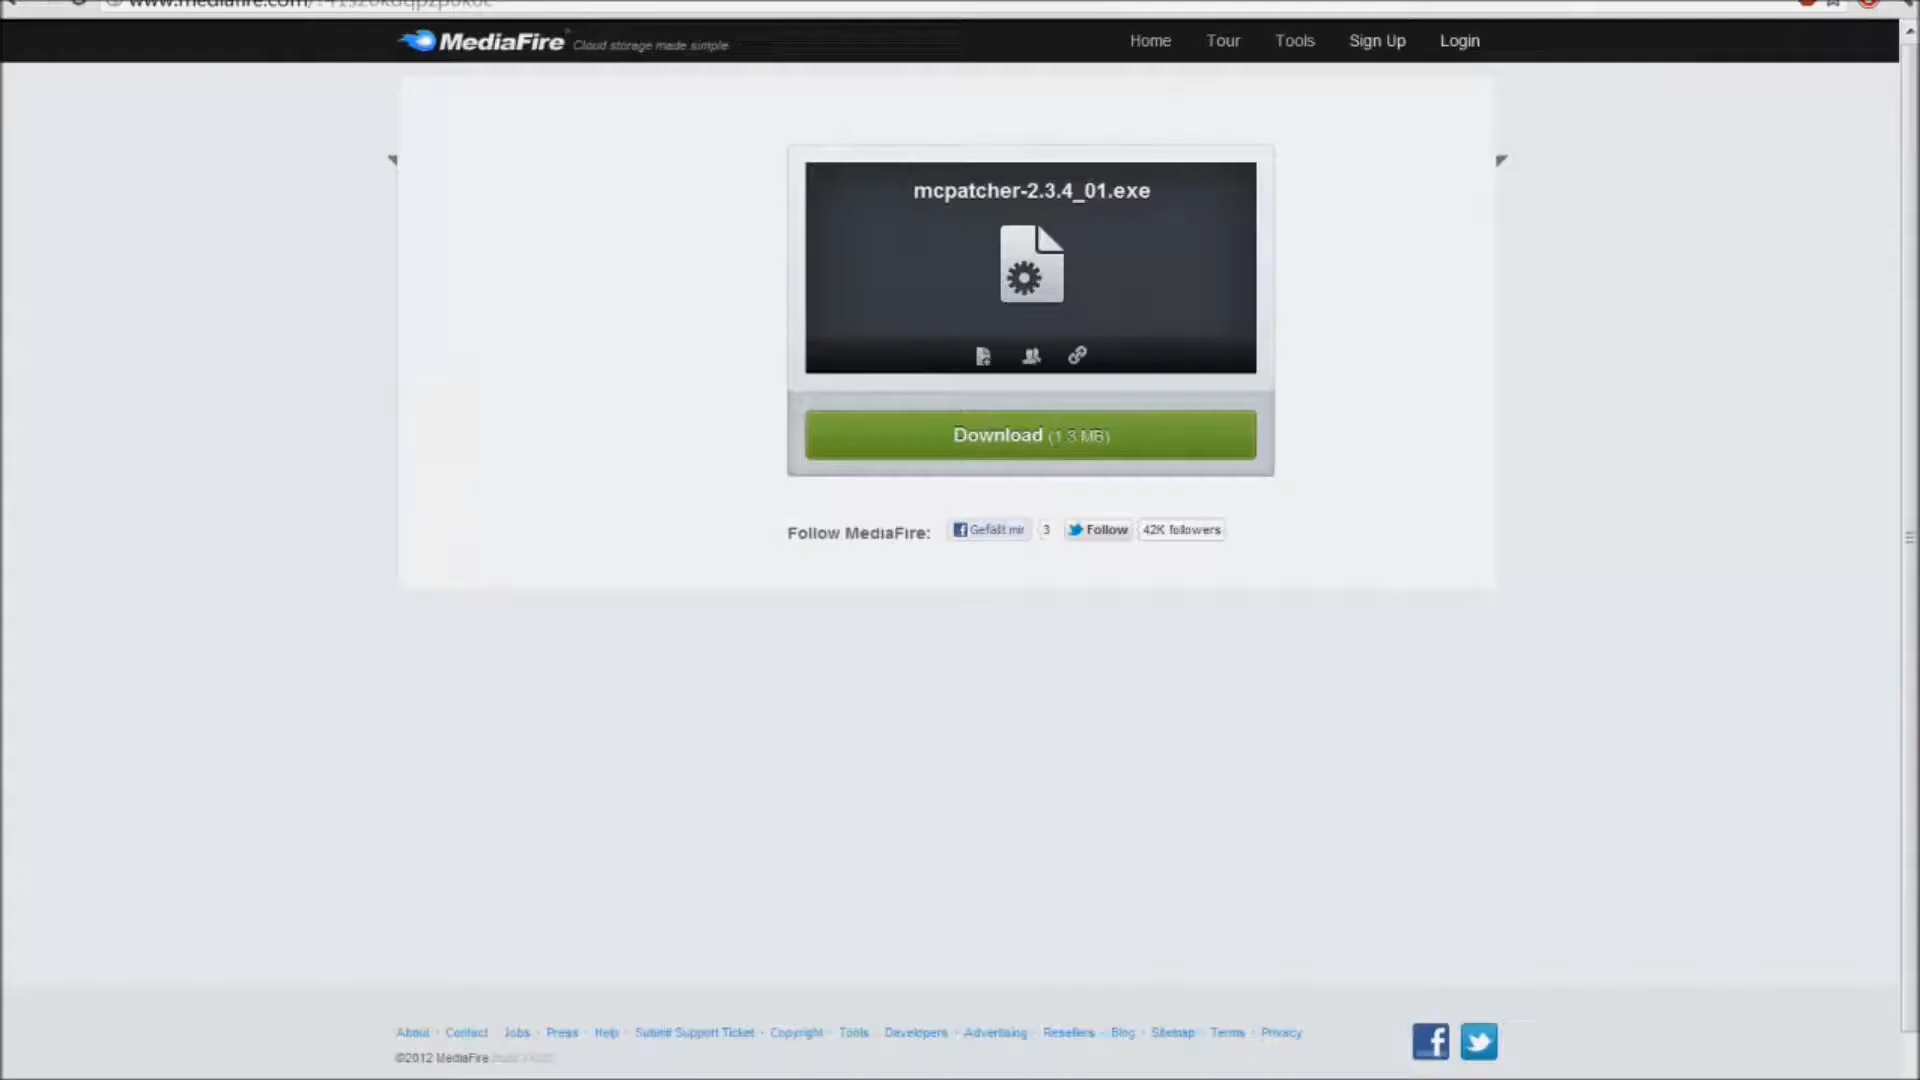 MediaFire Cloud storage made simple
Home Tour Tools Sign Up Login
mcpatcher-2.3.4_01.exe
Download (1.3 MB)
Follow MediaFire: Gefällt mir 3 Follow 42K followers
About · Contact · Jobs · Press · Help · Submit Support Ticket · Copyright · Tools · Developers · Advertising · Resellers · Blog · Sitemap · Terms · Privacy
©2012 MediaFire